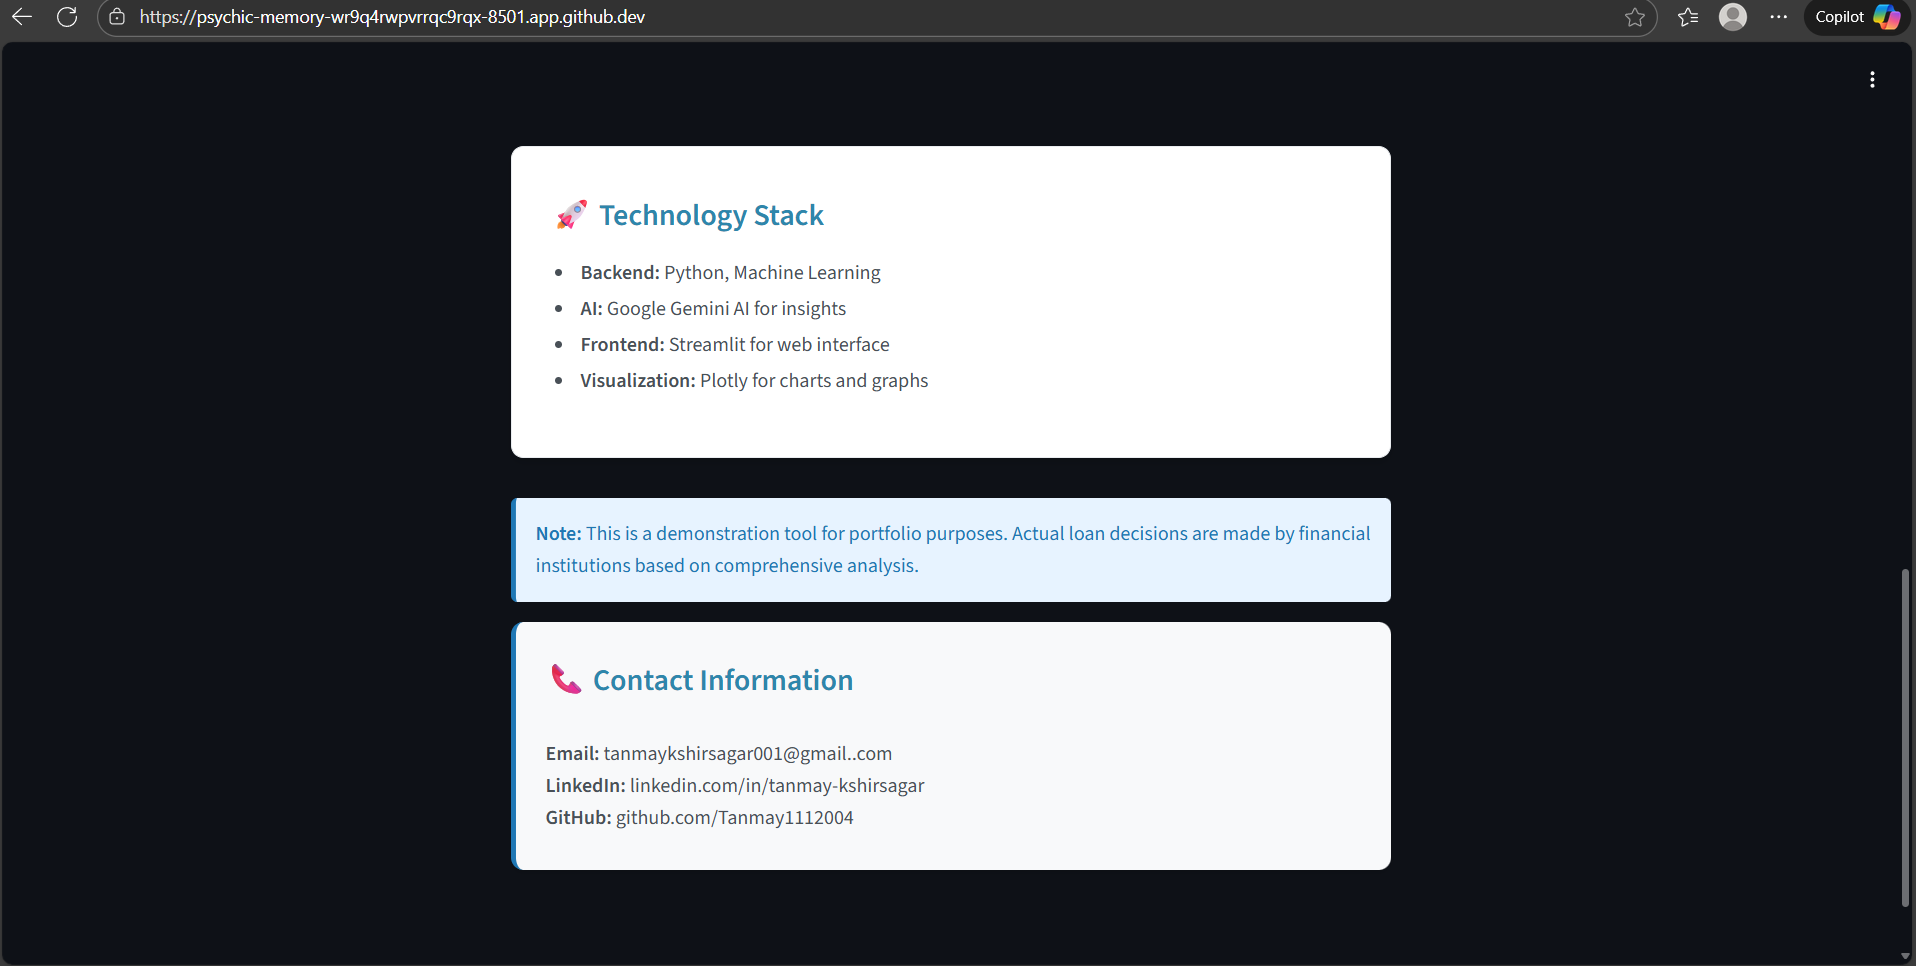 https://psychic-memory-wr9q4rwpvrrqc9rqx-8501.app.github.dev
Copilot
Technology Stack
Backend: Python, Machine Learning
AI: Google Gemini AI for insights
Frontend: Streamlit for web interface
Visualization: Plotly for charts and graphs
Note: This is a demonstration tool for portfolio purposes. Actual loan decisions are made by financial
institutions based on comprehensive analysis.
Contact Information
Email: tanmaykshirsagar001@gmail..com
LinkedIn: linkedin.com/in/tanmay-kshirsagar
GitHub: github.com/Tanmay1112004